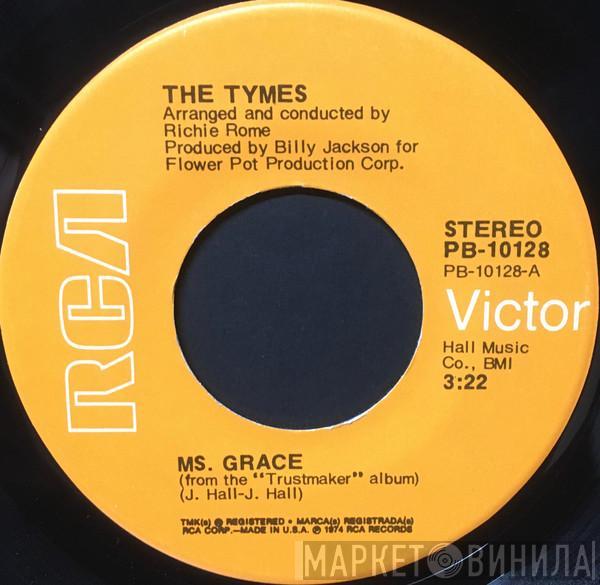 THE TYMES
Arranged and conducted by
Richie Rome
Produced by Billy Jackson for
Flower Pot Production Corp.
RCA
STEREO
PB-10128
PB-10128-A
Victor
Hall Music
Co., BMI
3:22
MS. GRACE
(from the "Trustmaker" album)
(J. Hall-J. Hall)
TMK(s) ® REGISTERED • MARCA(s) REGISTRADA(s)
RCA CORP.—MADE IN U.S.A. ℗ 1974 RCA RECORDS
МАРКЕТ ВИНИЛА